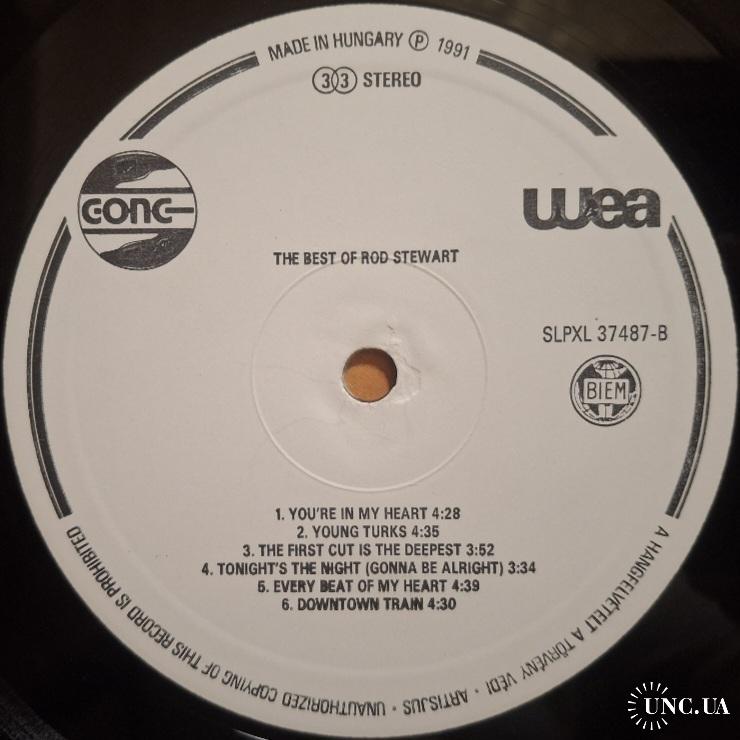 MADE IN HUNGARY Ⓟ 1991
33 STEREO
GONG
wea
THE BEST OF ROD STEWART
SLPXL 37487-B
BIEM
1. YOU'RE IN MY HEART 4:28
2. YOUNG TURKS 4:35
3. THE FIRST CUT IS THE DEEPEST 3:52
4. TONIGHT'S THE NIGHT (GONNA BE ALRIGHT) 3:34
5. EVERY BEAT OF MY HEART 4:39
6. DOWNTOWN TRAIN 4:30
A HANGFELVÉTELT A TÖRVÉNY VÉDI • ARTISJUS • UNAUTHORIZED COPYING OF THIS RECORD IS PROHIBITED
UNC.UA